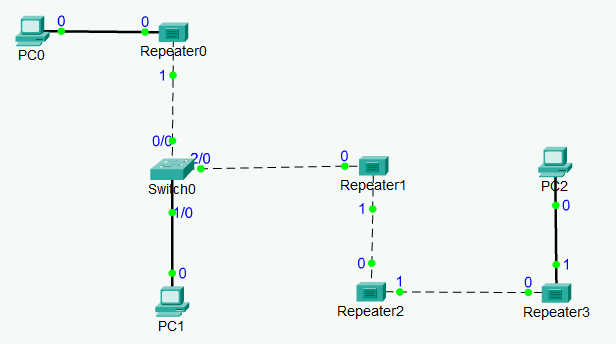 0
0
PC0
Repeater0
1
0/0
2/0
0
Switch0
Repeater1
PC2
1/0
1
0
0
0
1
0
1
PC1
Repeater2
Repeater3